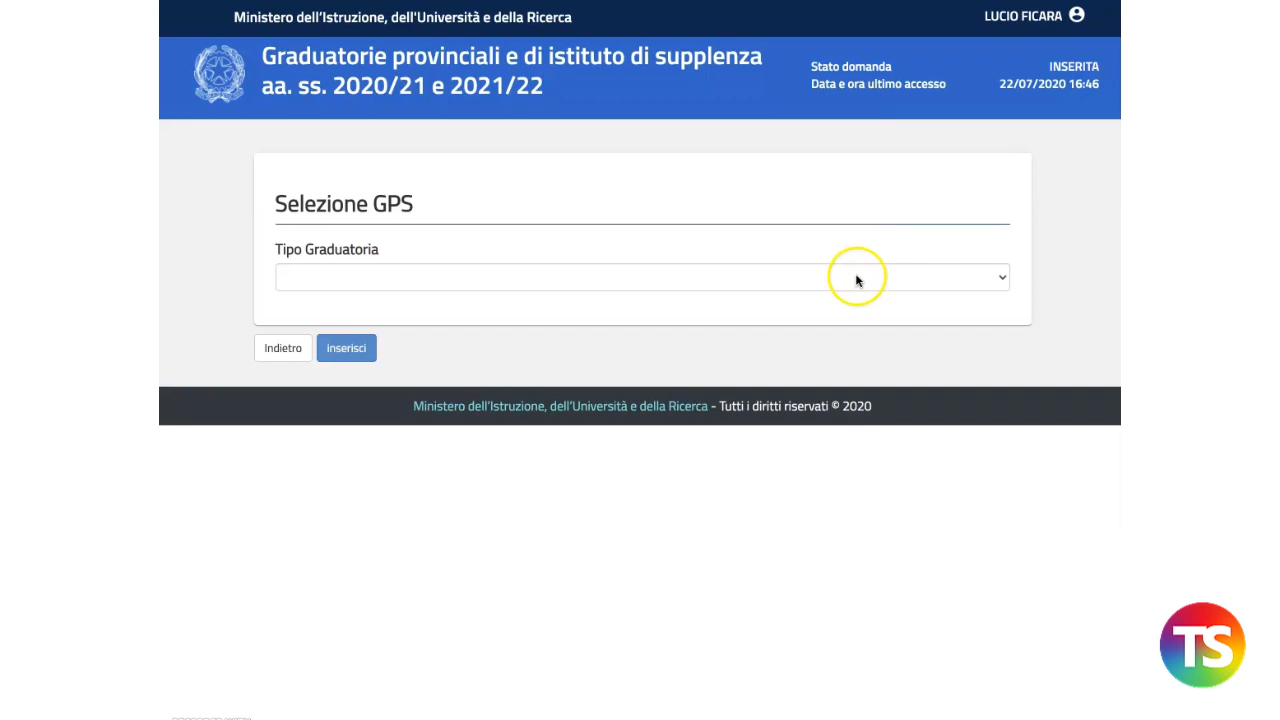 Ministero dell'Istruzione, dell'Università e della Ricerca
LUCIO FICARA
Graduatorie provinciali e di istituto di supplenza
aa. ss. 2020/21 e 2021/22
Stato domanda INSERITA
Data e ora ultimo accesso 22/07/2020 16:46
Selezione GPS
Tipo Graduatoria
Indietro inserisci
Ministero dell'Istruzione, dell'Università e della Ricerca - Tutti i diritti riservati © 2020
TS